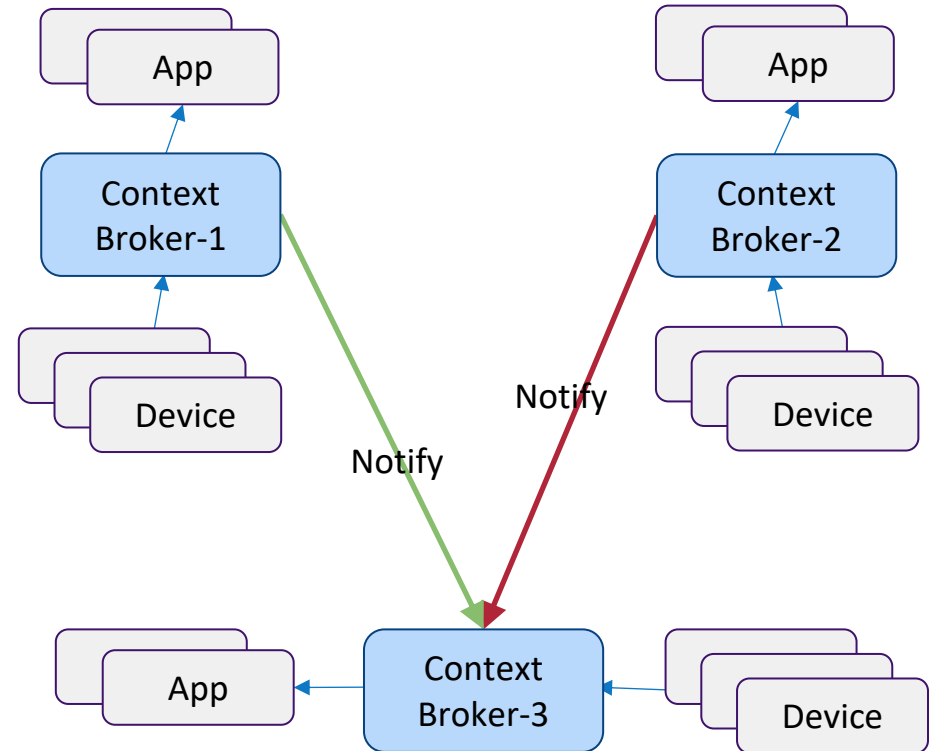 App
App
Context
Broker-1
Context
Broker-2
Device
Device
Notify
Notify
App
Context
Broker-3
Device